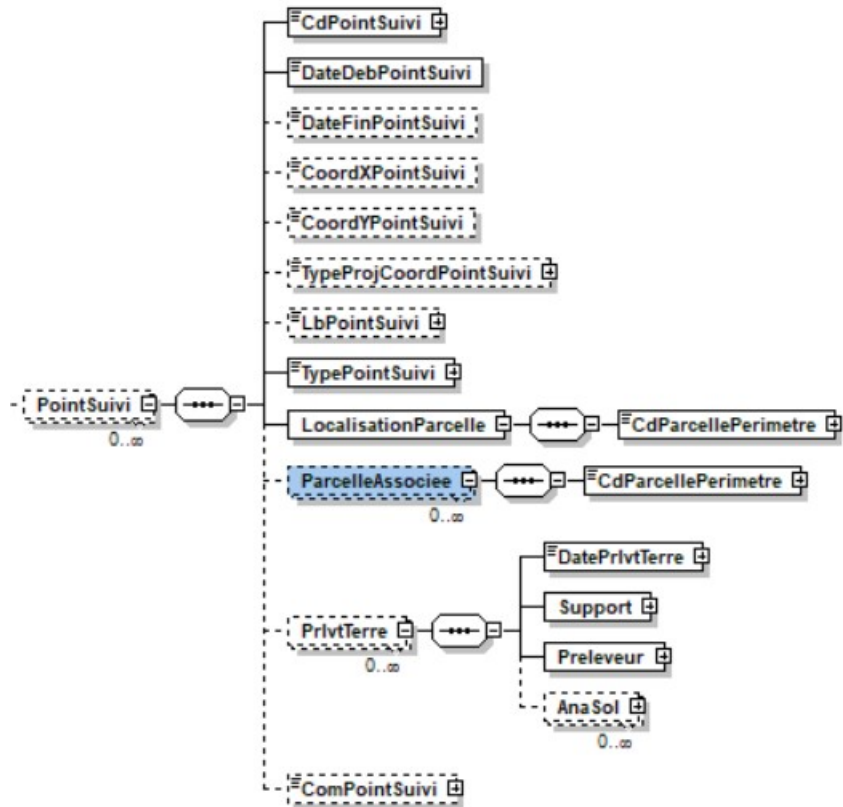 CdPointSuivi
DateDebPointSuivi
DateFinPointSuivi
CoordXPointSuivi
CoordYPointSuivi
TypeProjCoordPointSuivi
LbPointSuivi
TypePointSuivi
PointSuivi
0..∞
LocalisationParcelle
CdParcellePerimetre
ParcelleAssociee
CdParcellePerimetre
0..∞
DatePrlvtTerre
Support
PrlvtTerre
0..∞
Preleveur
AnaSol
0..∞
ComPointSuivi